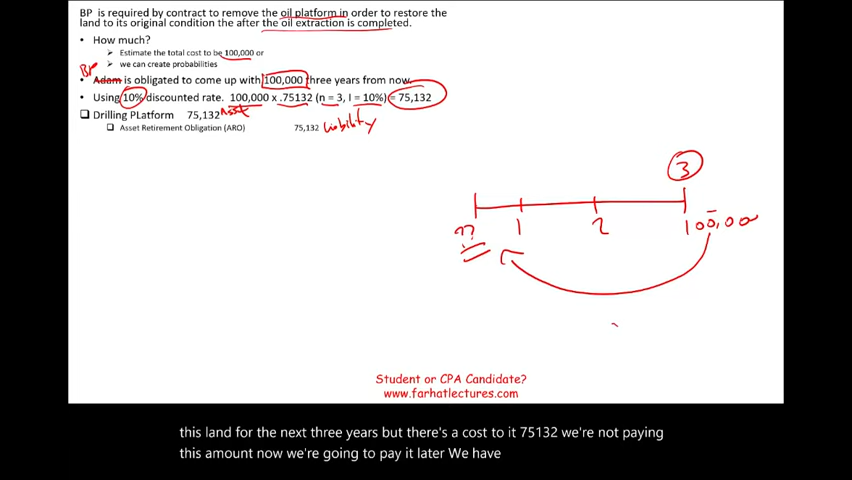 BP is required by contract to remove the oil platform in order to restore the
land to its original condition the after the oil extraction is completed.
• How much?
➢ Estimate the total cost to be 100,000 or
➢ we can create probabilities
BP
• Adam is obligated to come up with 100,000 three years from now.
• Using 10% discounted rate. 100,000 x .75132 (n = 3, I = 10%) = 75,132
❑ Drilling PLatform 75,132 Asset
❑ Asset Retirement Obligation (ARO) 75,132 Liability
3
?? 1 2 100,000
Student or CPA Candidate?
www.farhatlectures.com
this land for the next three years but there's a cost to it 75132 we're not paying
this amount now we're going to pay it later We have